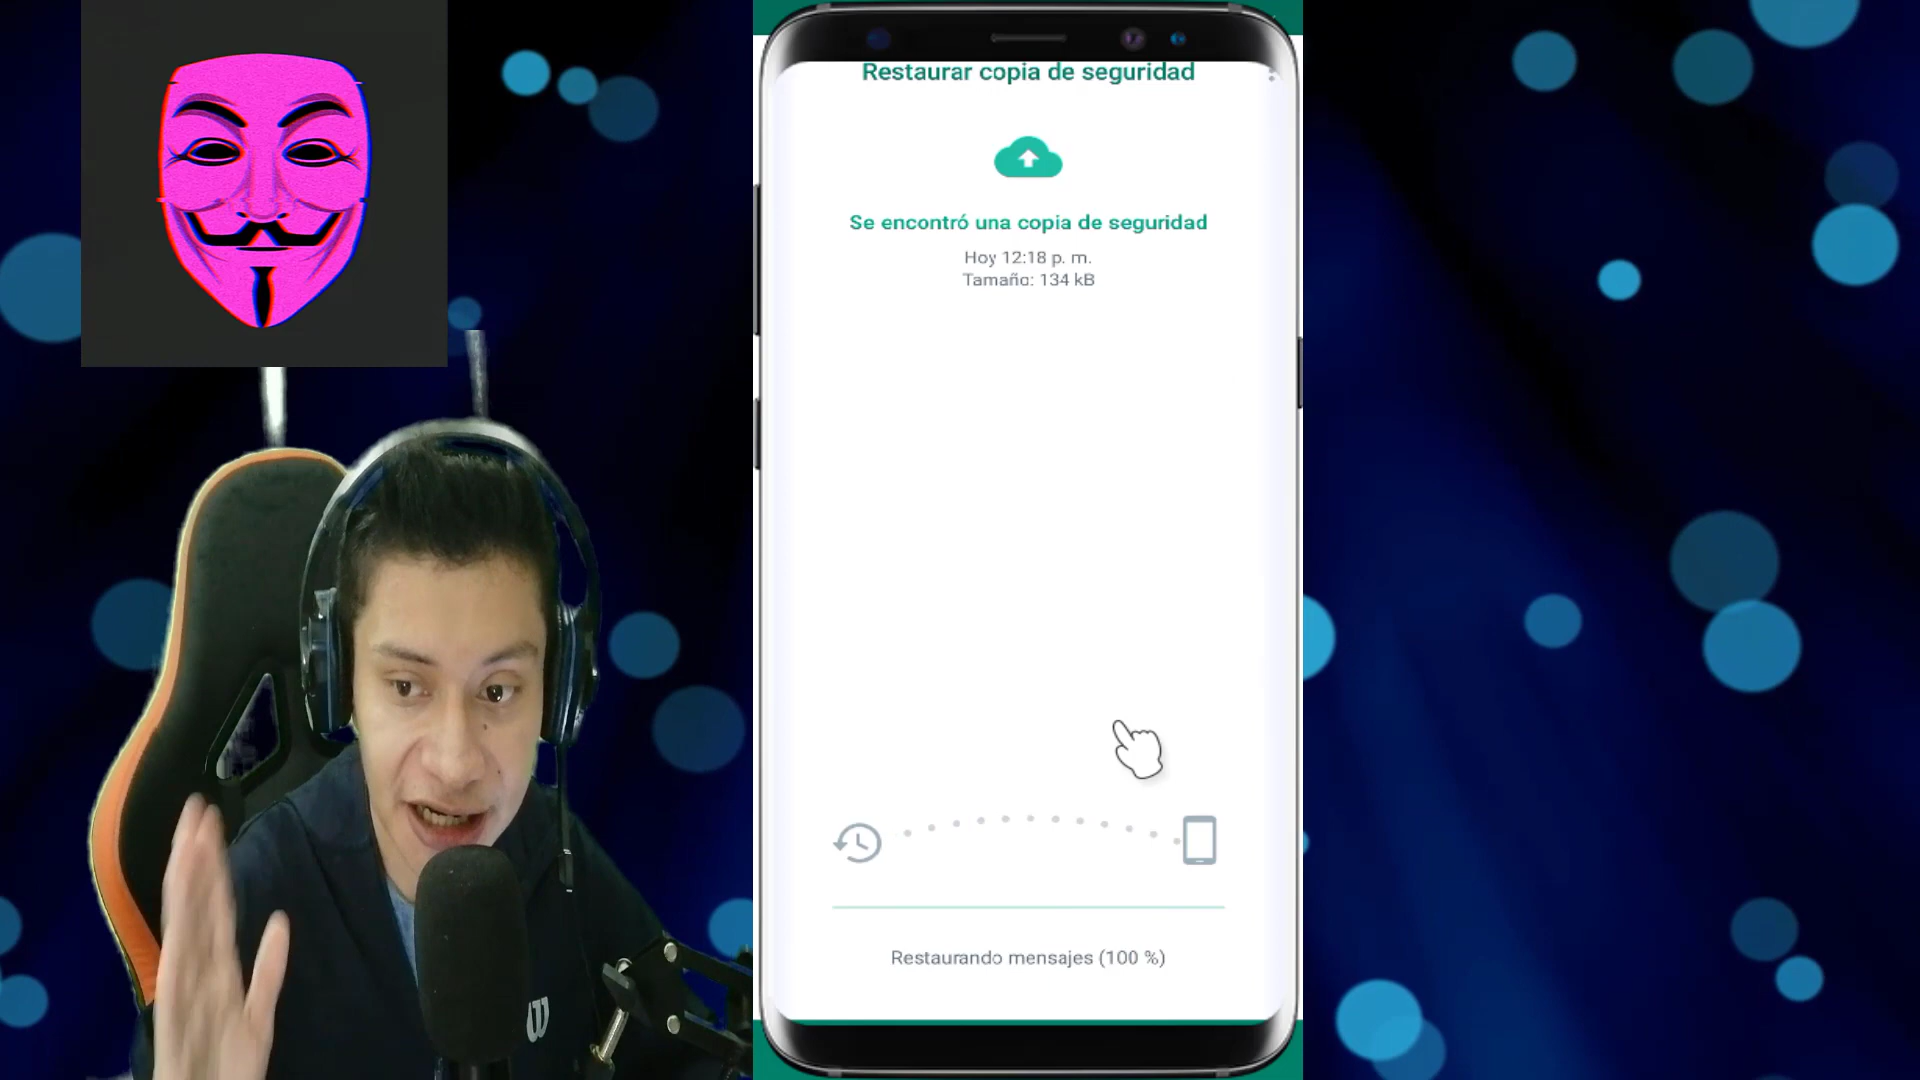 Restaurar copia de seguridad
Se encontró una copia de seguridad
Hoy 12:18 p. m.
Tamaño: 134 kB
Restaurando mensajes (100 %)